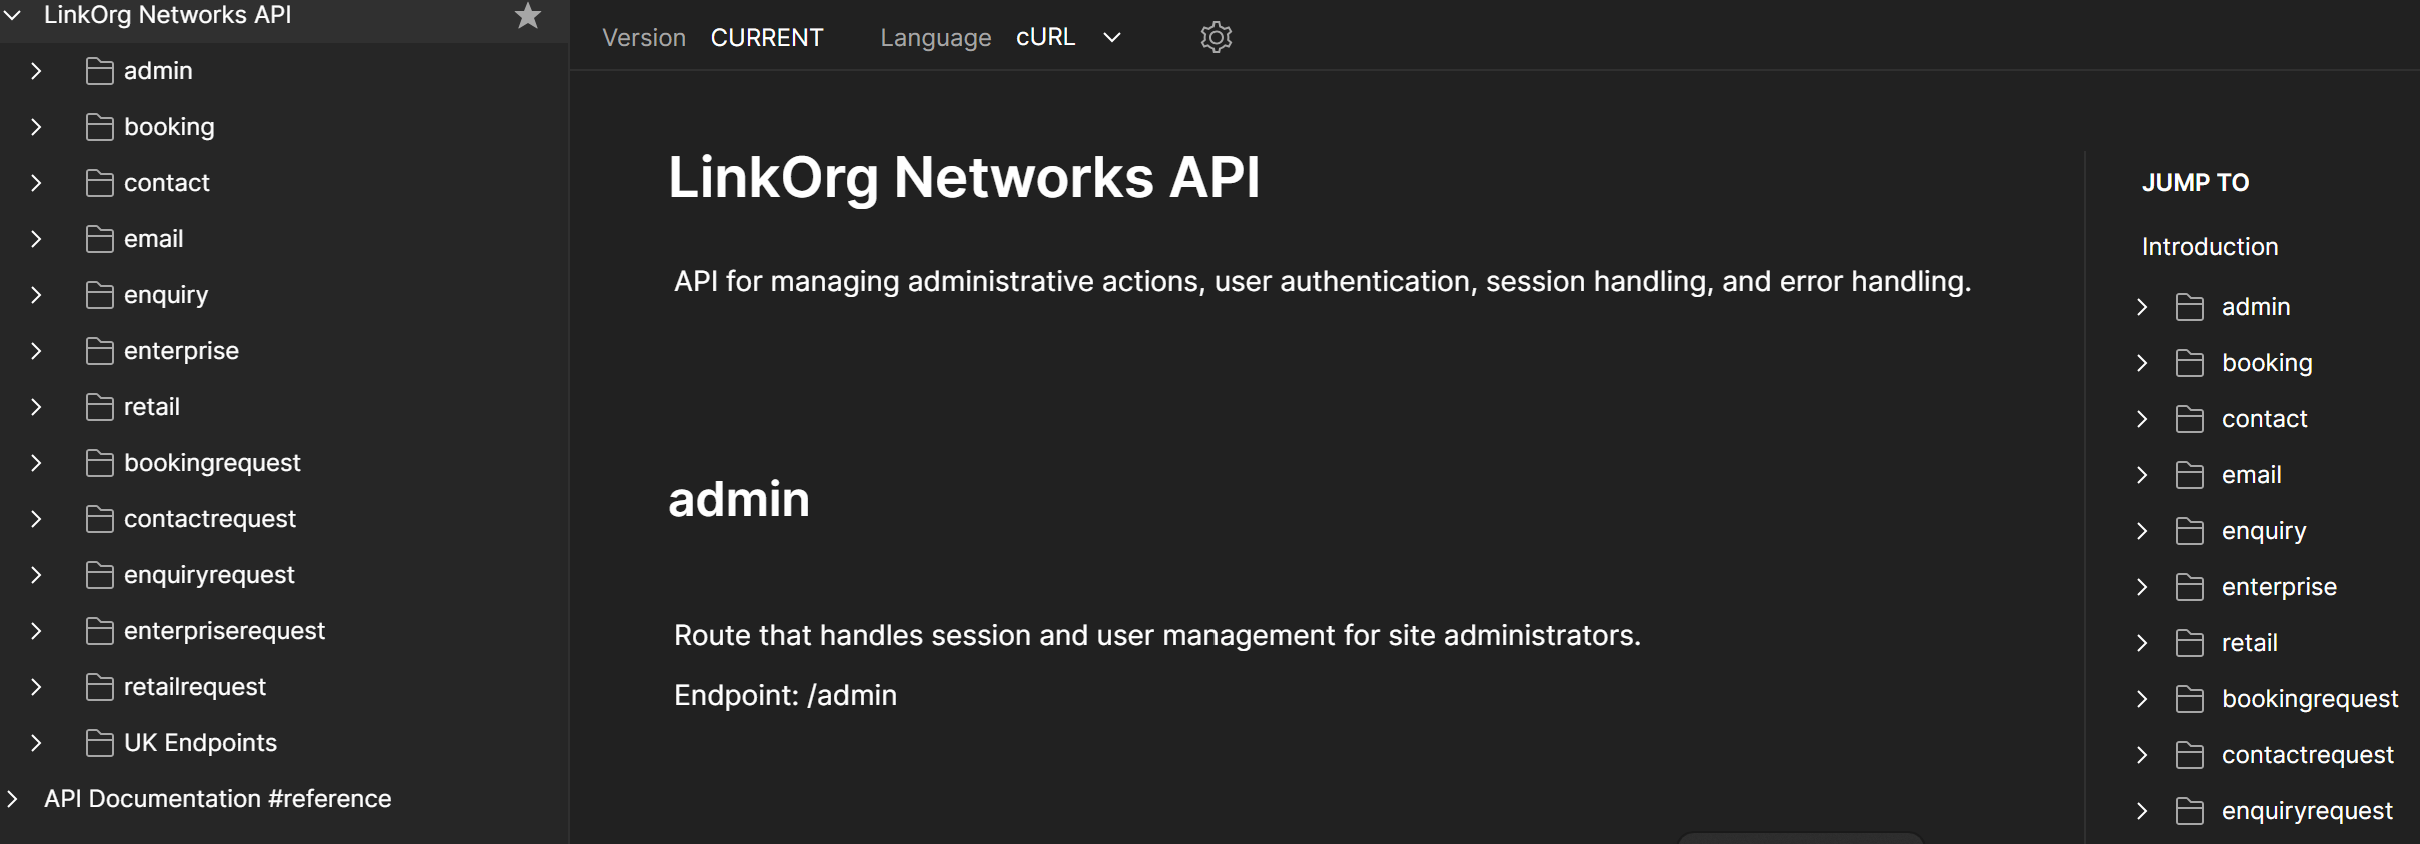 LinkOrg Networks API
admin
booking
contact
email
enquiry
enterprise
retail
bookingrequest
contactrequest
enquiryrequest
enterpriserequest
retailrequest
UK Endpoints
API Documentation #reference
Version CURRENT Language cURL
LinkOrg Networks API
API for managing administrative actions, user authentication, session handling, and error handling.
admin
Route that handles session and user management for site administrators.
Endpoint: /admin
JUMP TO
Introduction
admin
booking
contact
email
enquiry
enterprise
retail
bookingrequest
contactrequest
enquiryrequest